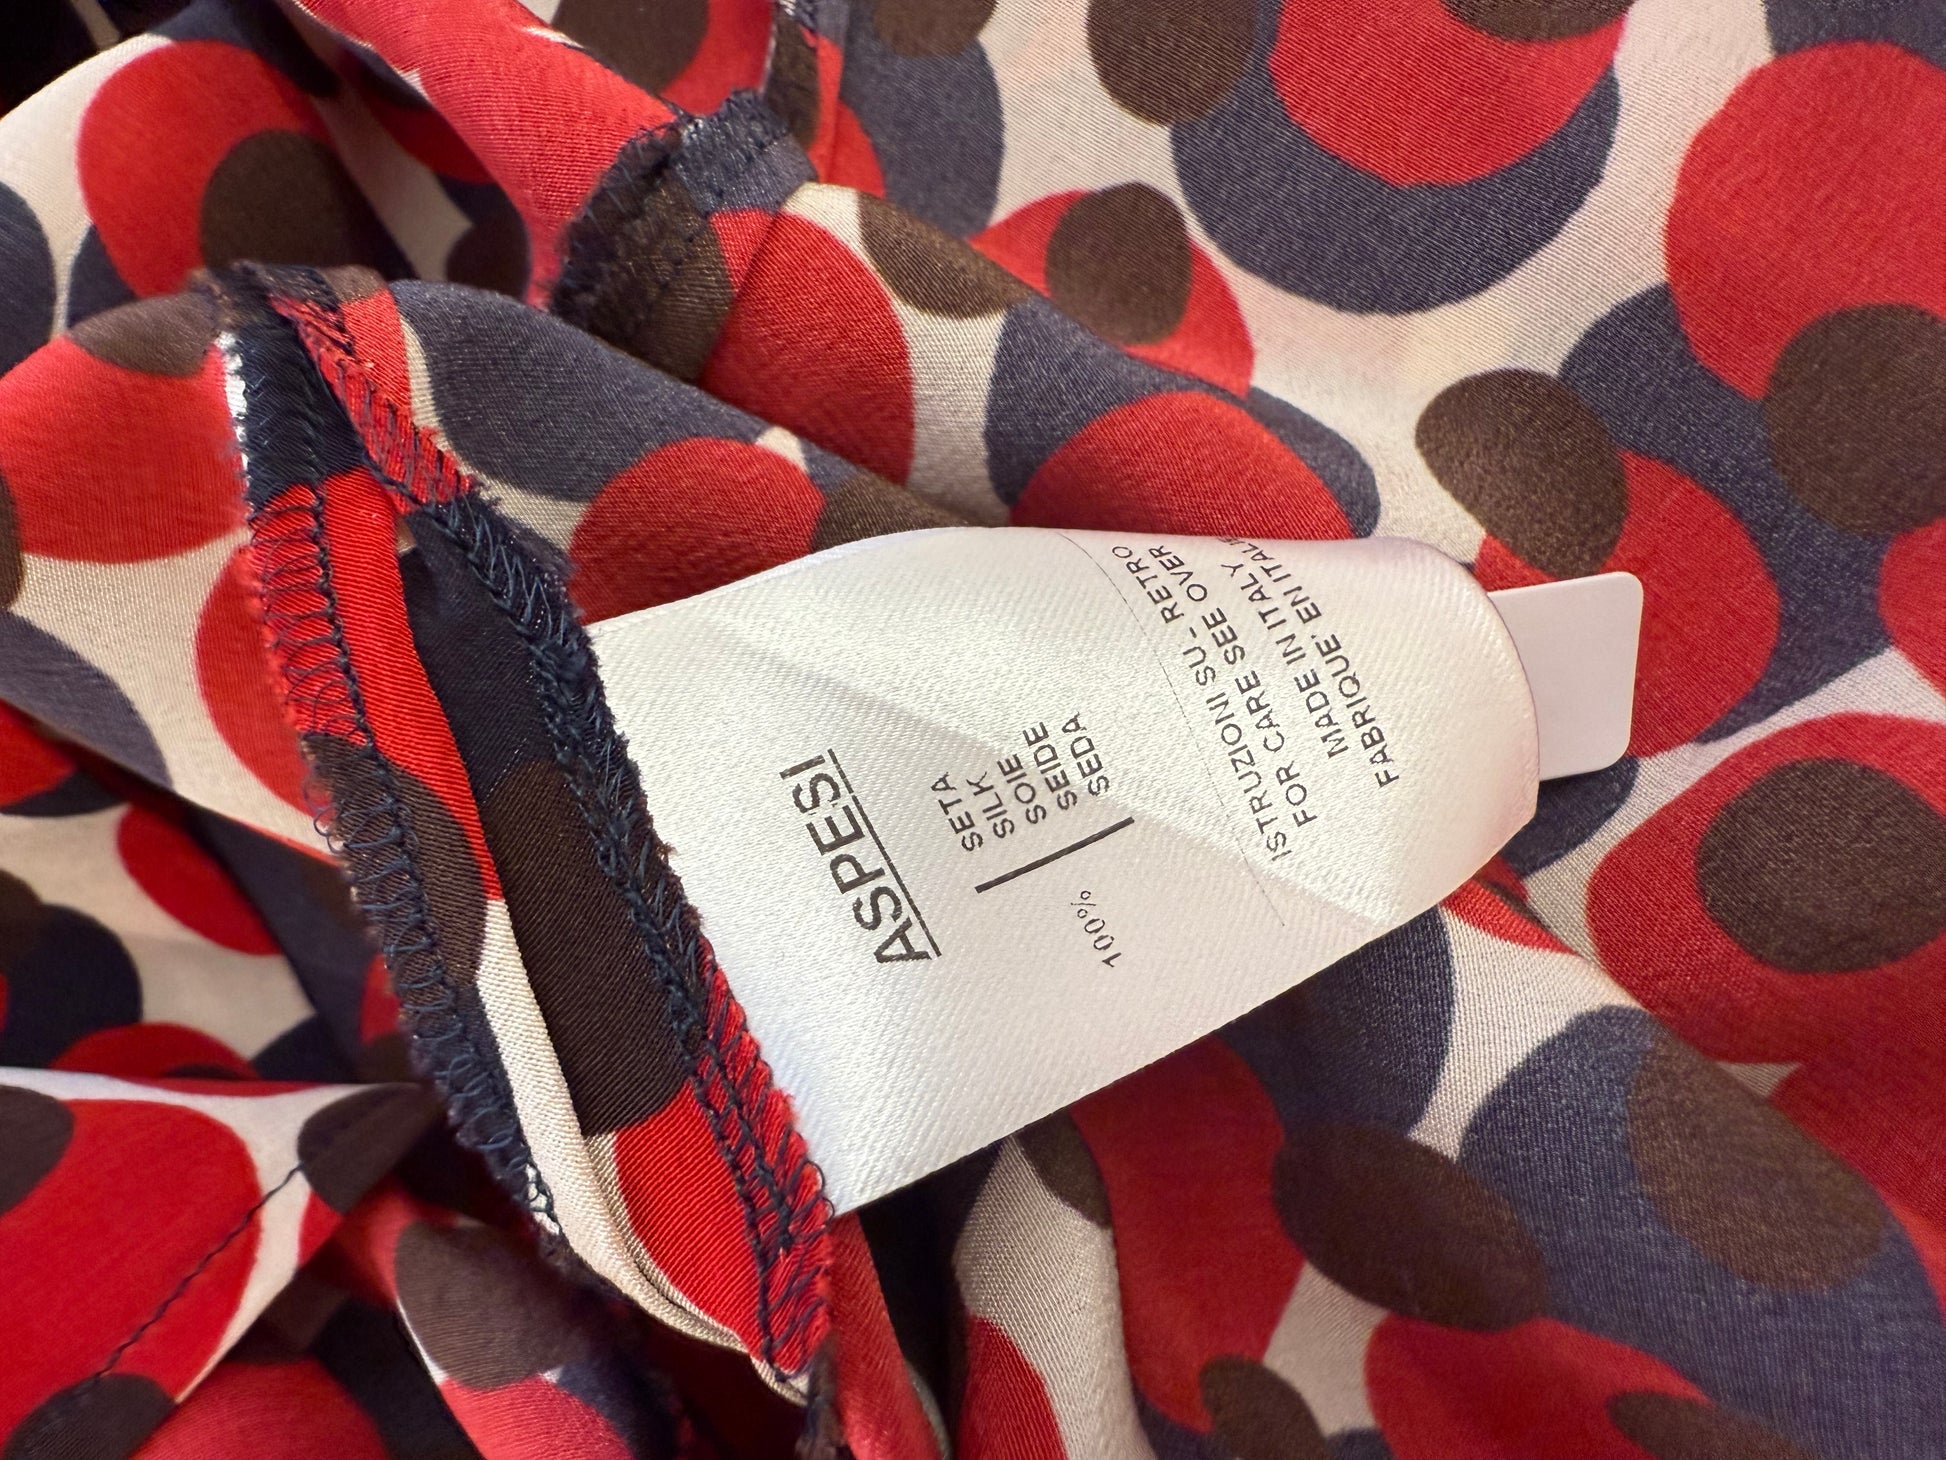 ASPESI
SETA
SILK
100% SOIE
SEIDE
SEDA
ISTRUZIONI SU_ RETRO
FOR CARE SEE OVER
MADE IN ITALY
FABRIQUE' EN ITALIE